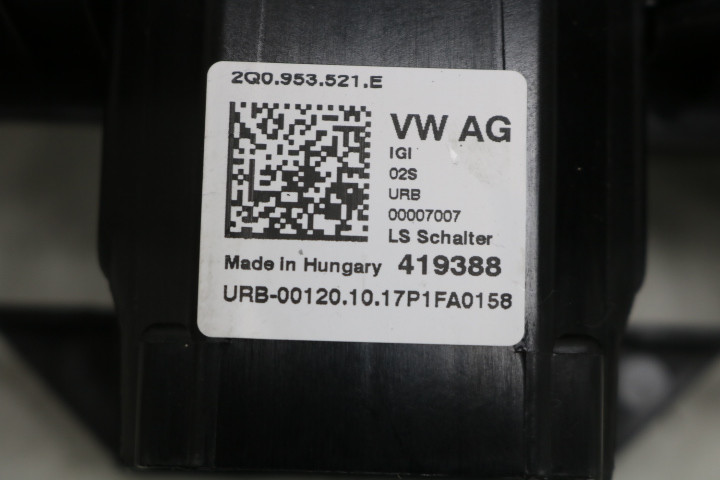 2Q0.953.521.E
VW AG
IGI
02S
URB
00007007
LS Schalter
Made in Hungary 419388
URB-00120.10.17P1FA0158